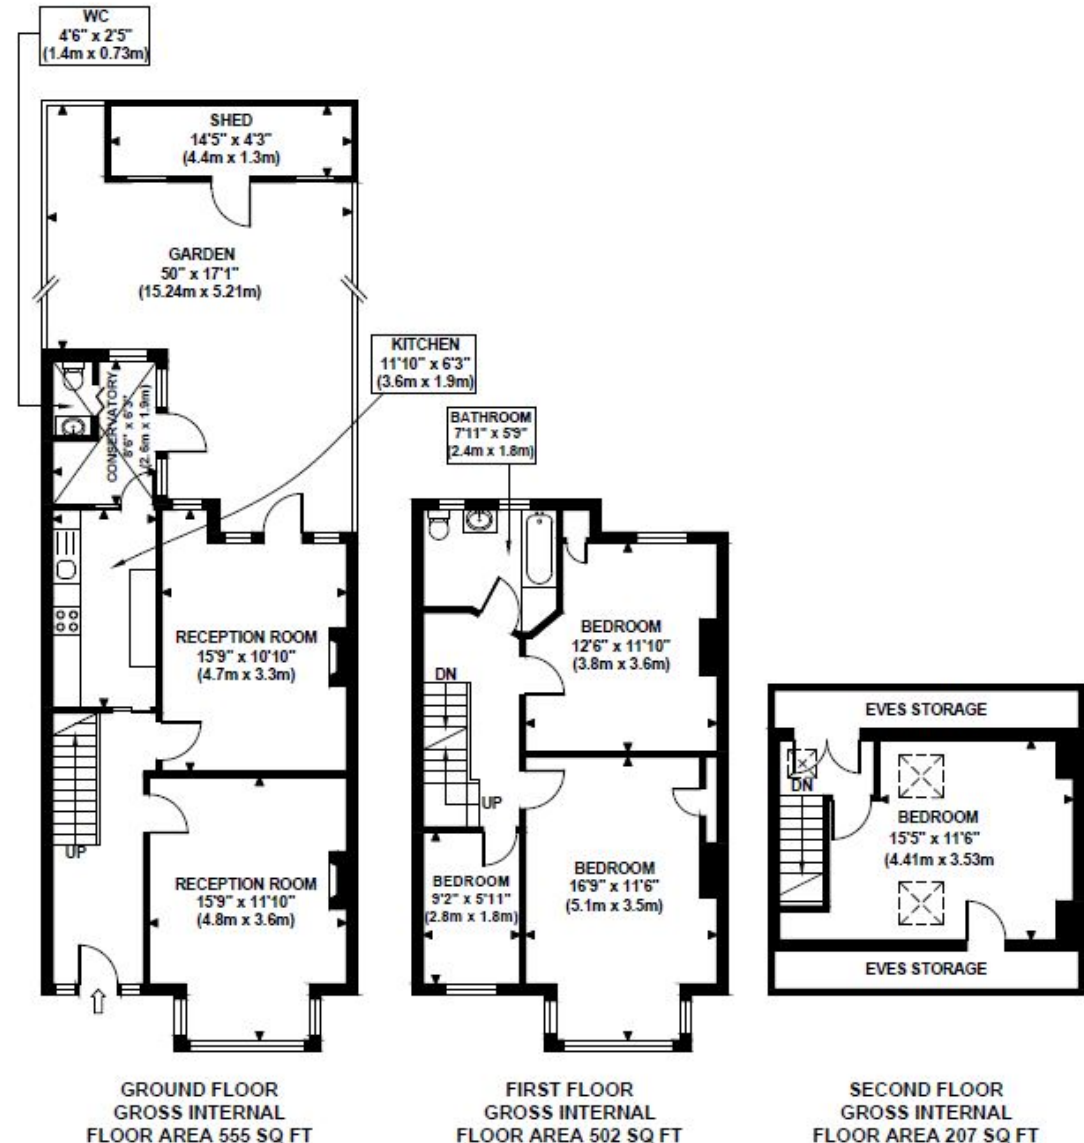 WC
4'6" x 2'5"
(1.4m x 0.73m)
SHED
14'5" x 4'3"
(4.4m x 1.3m)
GARDEN
50" x 17'1"
(15.24m x 5.21m)
KITCHEN
11'10" x 6'3"
(3.6m x 1.9m)
CONSERVATORY
8'6" x 6'3"
(2.6m x 1.9m)
RECEPTION ROOM
15'9" x 10'10"
(4.7m x 3.3m)
UP
RECEPTION ROOM
15'9" x 11'10"
(4.8m x 3.6m)
GROUND FLOOR
GROSS INTERNAL
FLOOR AREA 555 SQ FT
BATHROOM
7'11" x 5'9"
(2.4m x 1.8m)
BEDROOM
12'6" x 11'10"
(3.8m x 3.6m)
DN
UP
BEDROOM
9'2" x 5'11"
(2.8m x 1.8m)
BEDROOM
16'9" x 11'6"
(5.1m x 3.5m)
FIRST FLOOR
GROSS INTERNAL
FLOOR AREA 502 SQ FT
EVES STORAGE
DN
BEDROOM
15'5" x 11'6"
(4.41m x 3.53m
EVES STORAGE
SECOND FLOOR
GROSS INTERNAL
FLOOR AREA 207 SQ FT